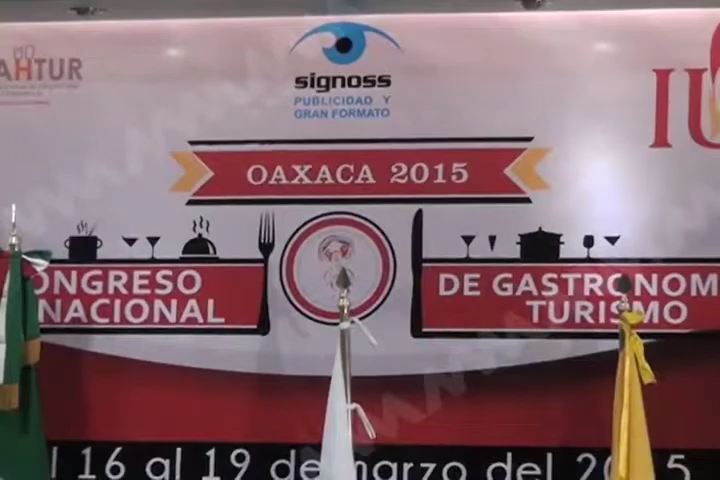 AHTUR
signoss
PUBLICIDAD Y
GRAN FORMATO
IU
OAXACA 2015
ONGRESO
NACIONAL
DE GASTRONOM
TURISMO
l 16 al 19 de marzo del 2015